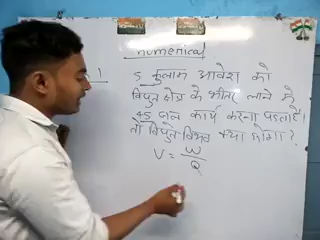 numerical
1
5 कुलाम आवेश को
विधुत क्षेत्र के भीतर लाने में
45 जूल कार्य करना पड़ता है।
तो विधुत विभव क्या होगा ?
V = W/Q